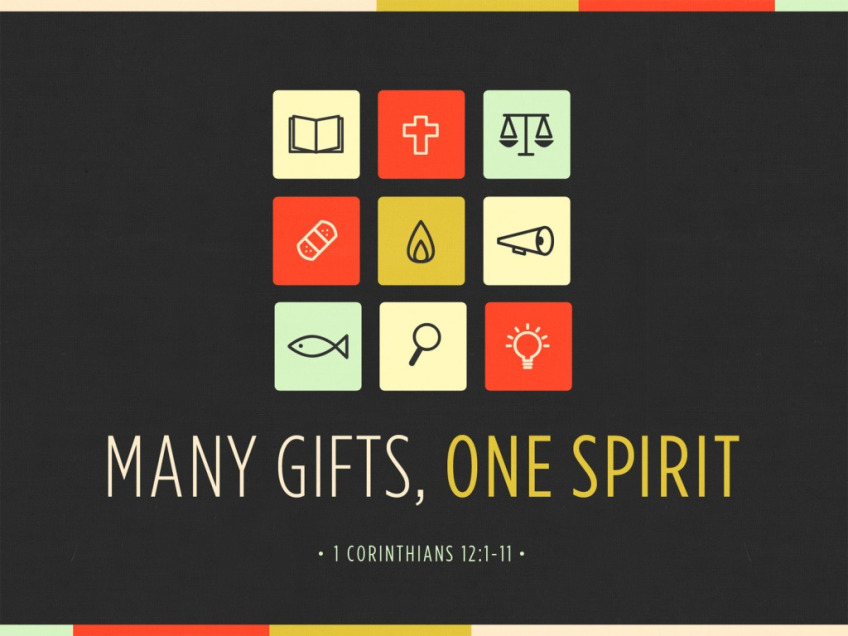 MANY GIFTS, ONE SPIRIT
• 1 CORINTHIANS 12:1-11 •